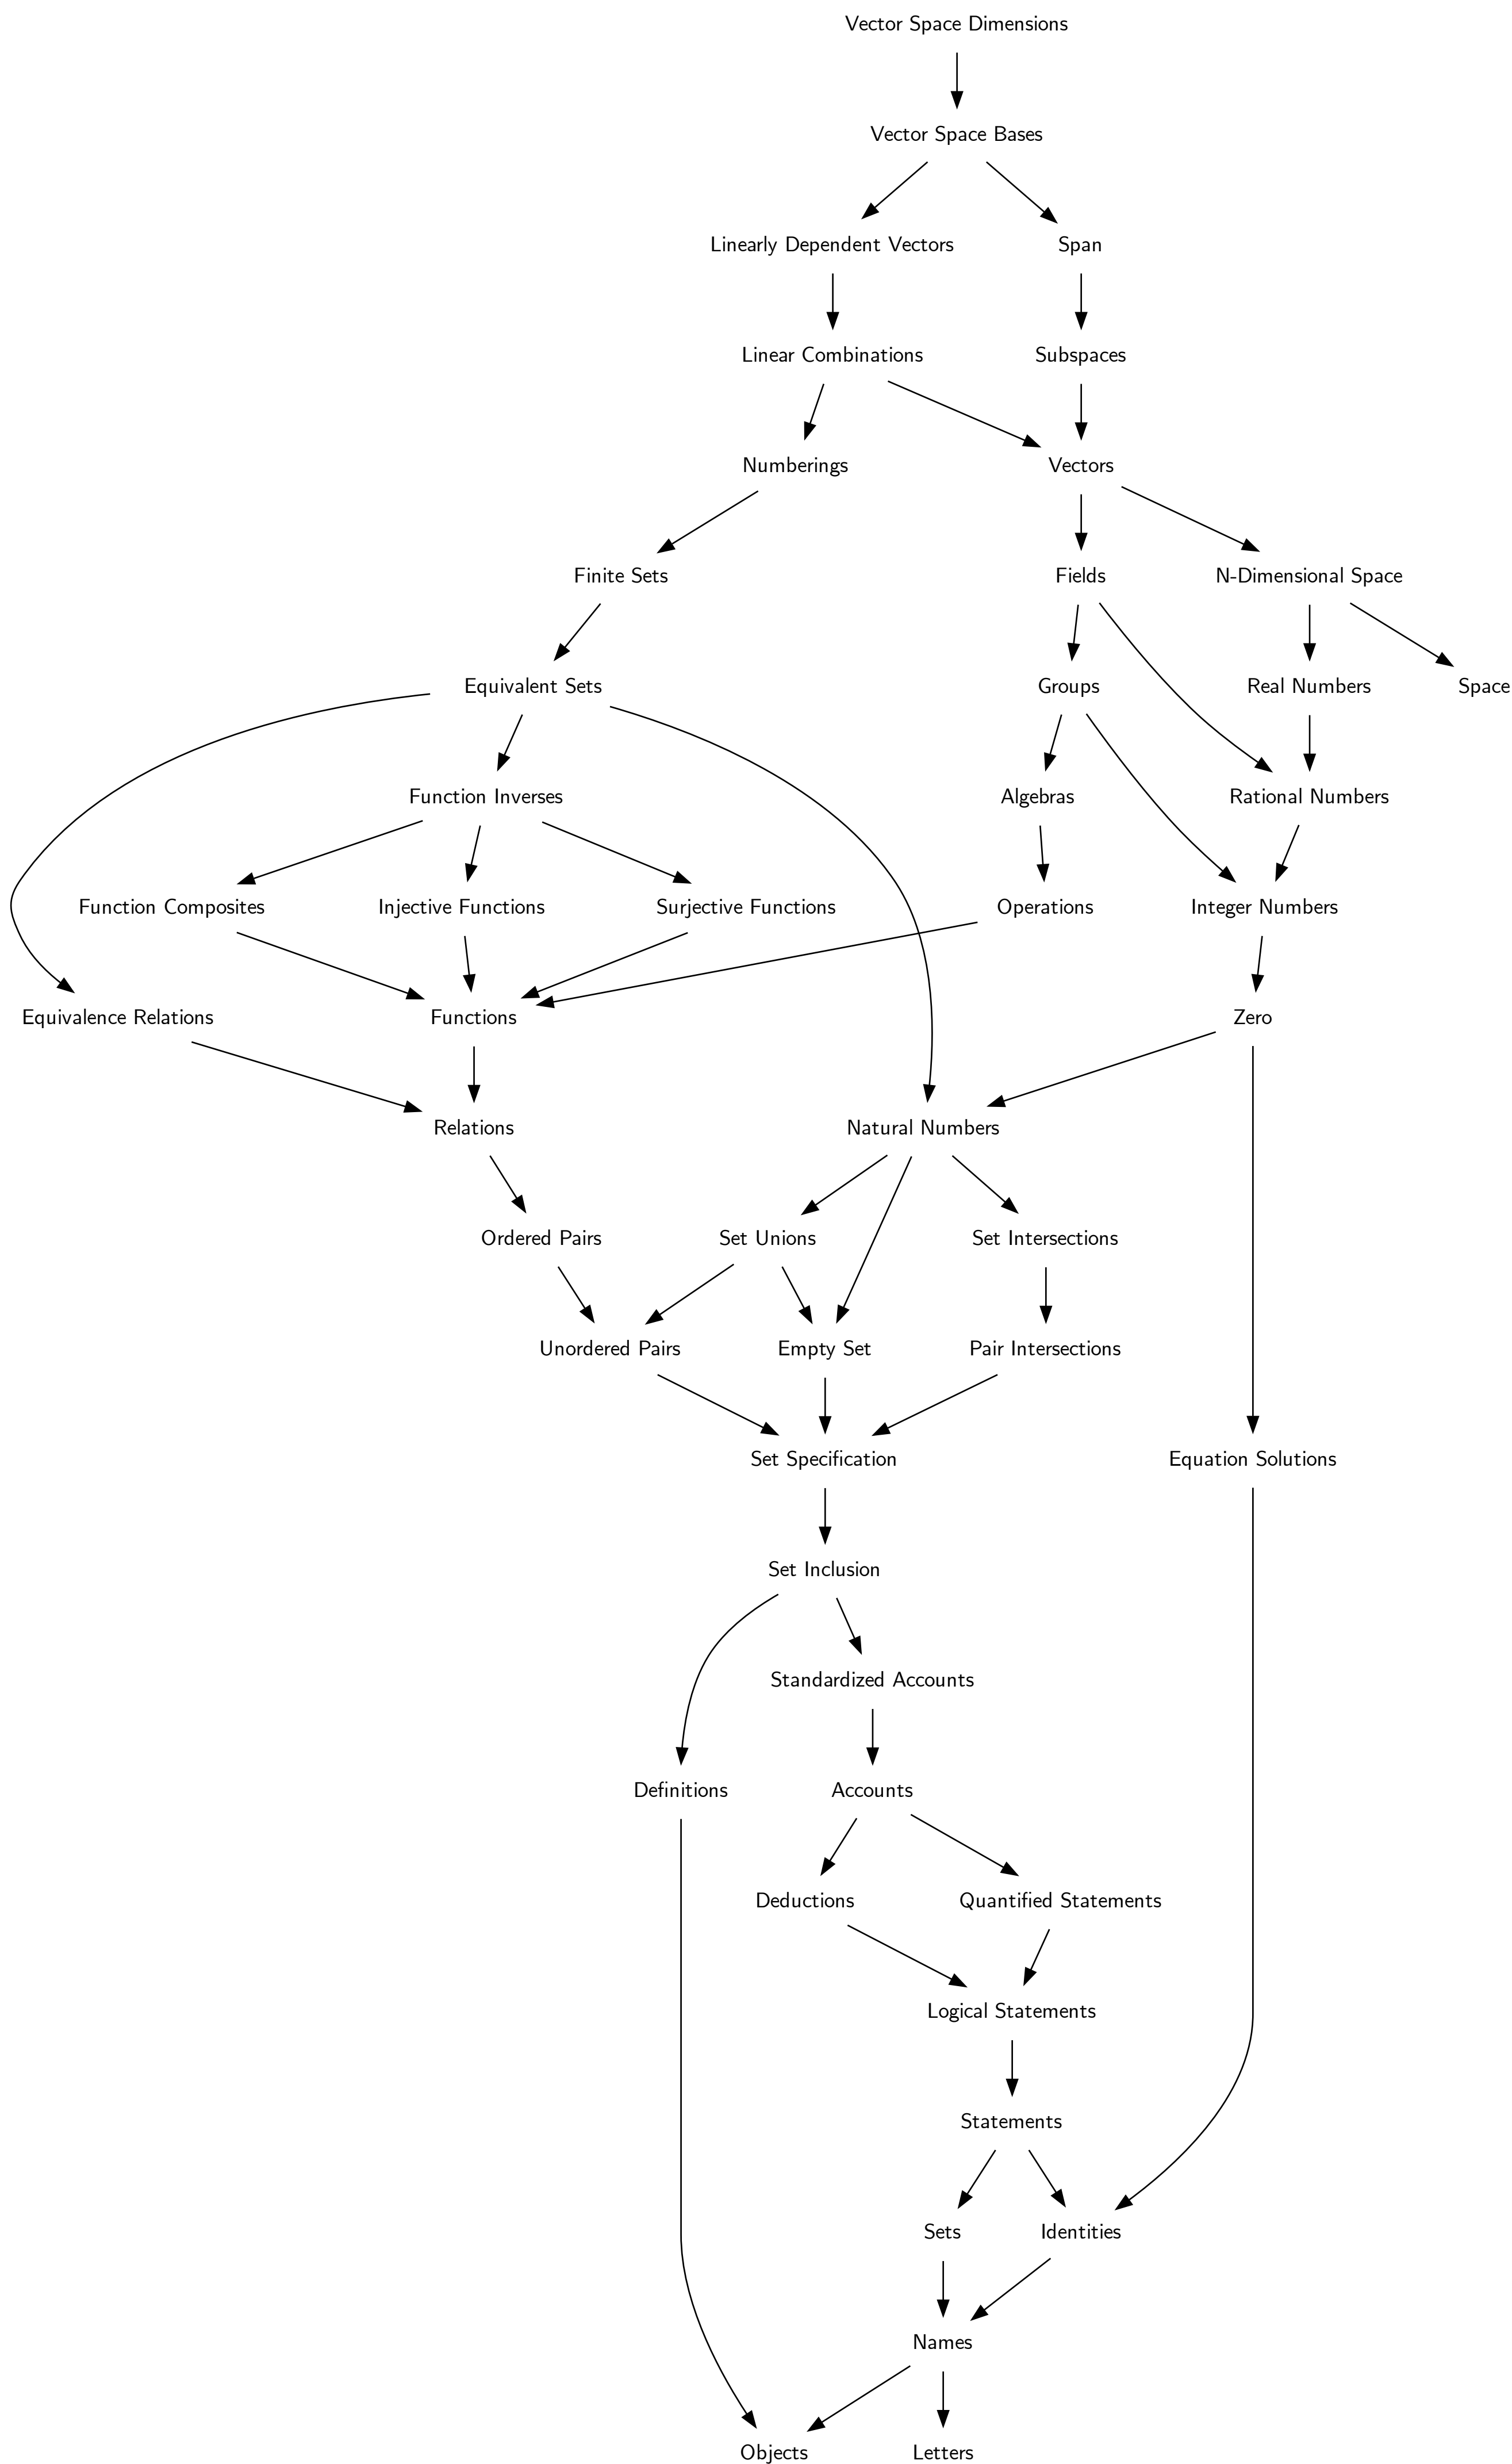 Vector Space Dimensions
Vector Space Bases
Linearly Dependent Vectors
Span
Linear Combinations
Subspaces
Numberings
Vectors
Finite Sets
Fields
N-Dimensional Space
Equivalent Sets
Groups
Real Numbers
Space
Function Inverses
Algebras
Rational Numbers
Function Composites
Injective Functions
Surjective Functions
Operations
Integer Numbers
Equivalence Relations
Functions
Zero
Relations
Natural Numbers
Ordered Pairs
Set Unions
Set Intersections
Unordered Pairs
Empty Set
Pair Intersections
Set Specification
Equation Solutions
Set Inclusion
Standardized Accounts
Definitions
Accounts
Deductions
Quantified Statements
Logical Statements
Statements
Sets
Identities
Names
Objects
Letters